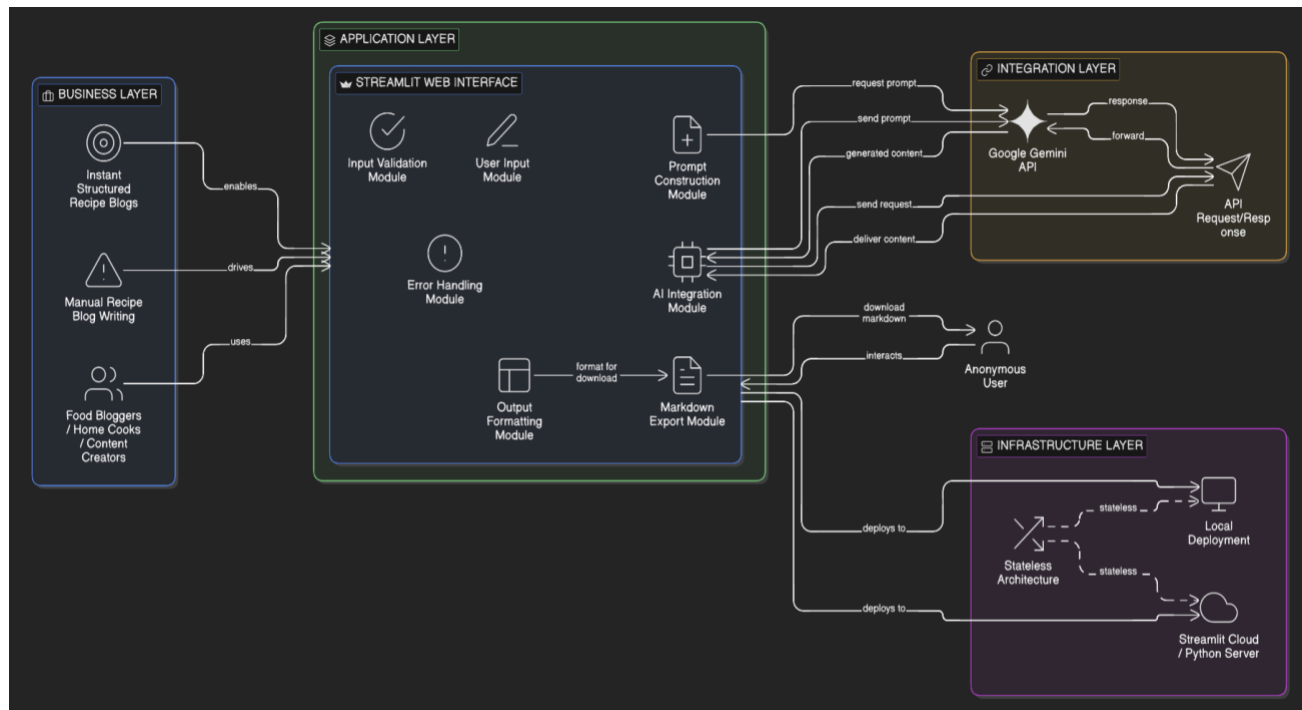 BUSINESS LAYER
Instant
Structured
Recipe Blogs
Manual Recipe
Blog Writing
Food Bloggers
/ Home Cooks
/ Content
Creators
enables
drives
uses
APPLICATION LAYER
STREAMLIT WEB INTERFACE
Input Validation
Module
User Input
Module
Prompt
Construction
Module
Error Handling
Module
AI Integration
Module
Output
Formatting
Module
format for
download
Markdown
Export Module
request prompt
send prompt
generated content
send request
deliver content
download
markdown
interacts
deploys to
deploys to
INTEGRATION LAYER
Google Gemini
API
response
forward
API
Request/Resp
onse
Anonymous
User
INFRASTRUCTURE LAYER
Stateless
Architecture
stateless
stateless
Local
Deployment
Streamlit Cloud
/ Python Server